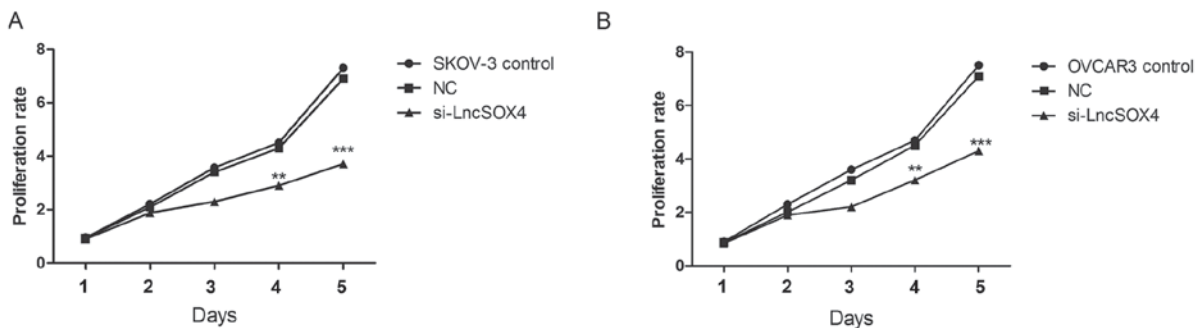 A
Proliferation rate
8
6
4
2
0
1 2 3 4 5
Days
SKOV-3 control
NC
si-LncSOX4
**
***
B
Proliferation rate
8
6
4
2
0
1 2 3 4 5
Days
OVCAR3 control
NC
si-LncSOX4
**
***